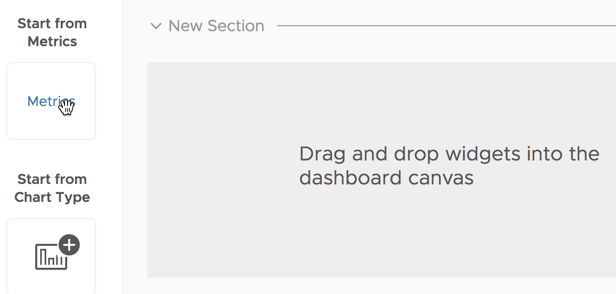 Start from
Metrics
Metrics
Start from
Chart Type
New Section
Drag and drop widgets into the
dashboard canvas